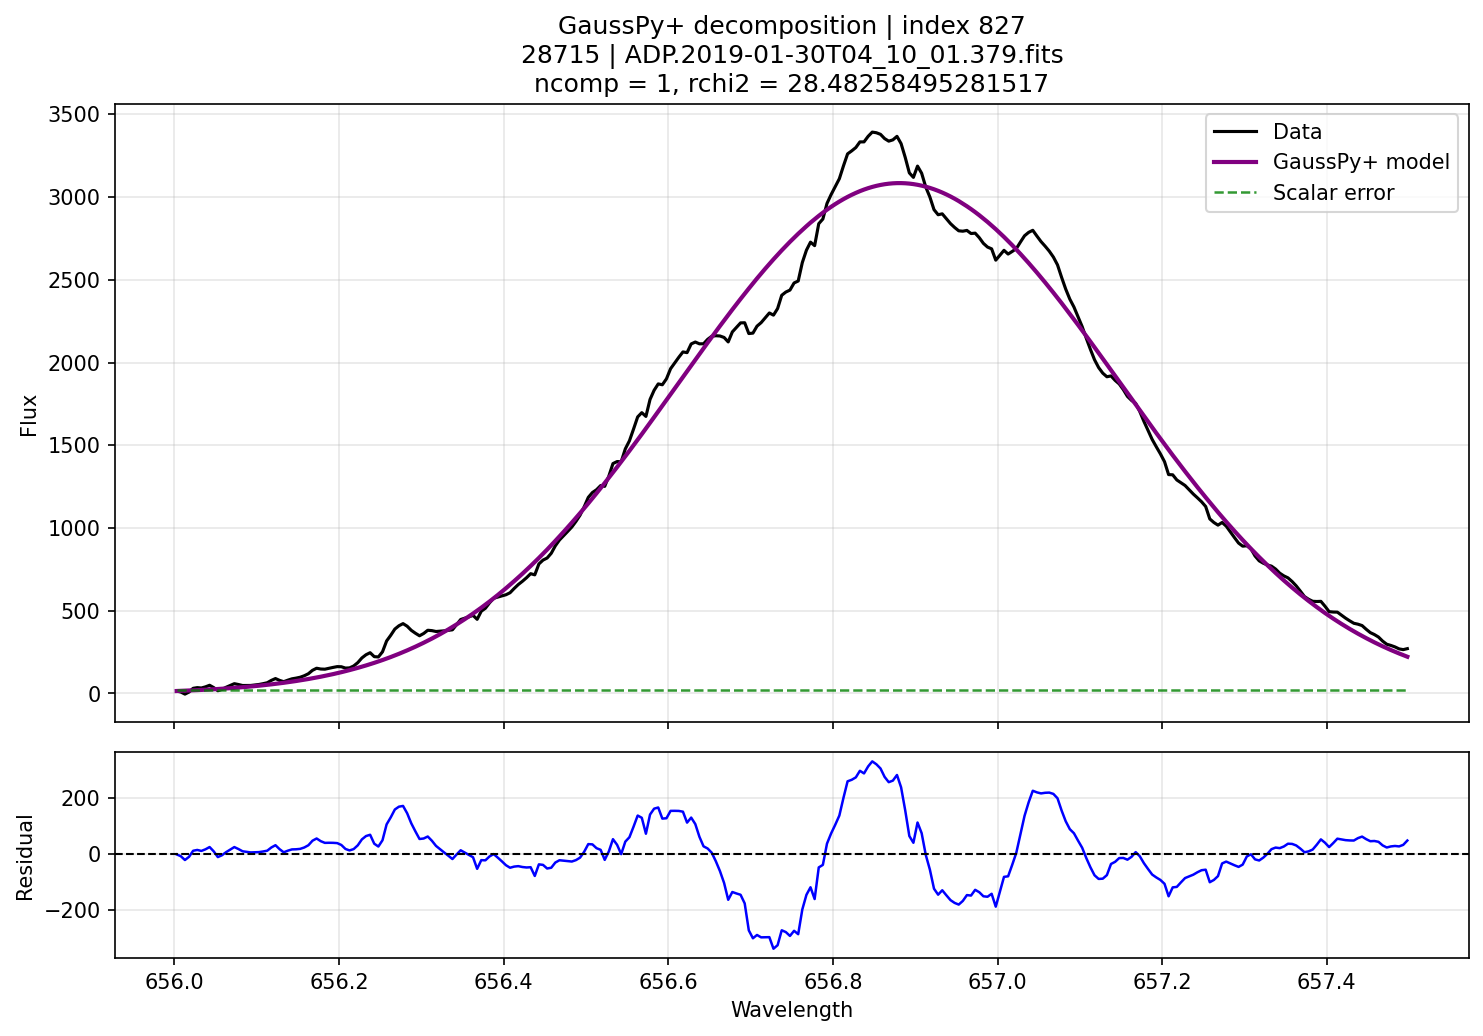 GaussPy+ decomposition | index 827
28715 | ADP.2019-01-30T04_10_01.379.fits
ncomp = 1, rchi2 = 28.48258495281517
3500
3000
2500
2000
1500
1000
500
0
Flux
Data
GaussPy+ model
Scalar error
200
0
−200
Residual
656.0 656.2 656.4 656.6 656.8 657.0 657.2 657.4
Wavelength